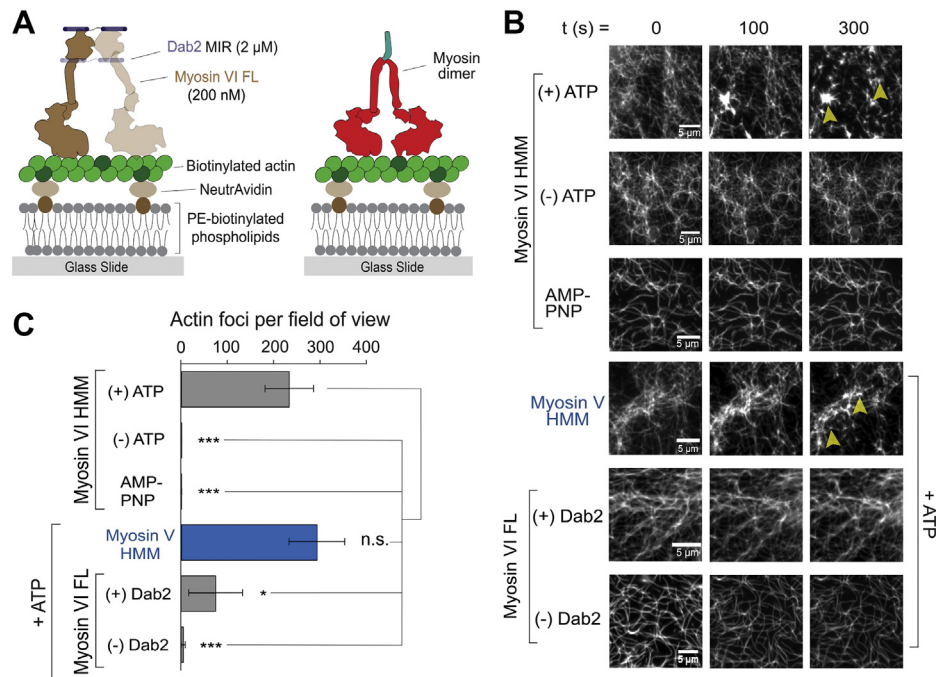 A
Dab2 MIR (2 μM)
Myosin VI FL
(200 nM)
Biotinylated actin
NeutrAvidin
PE-biotinylated
phospholipids
Glass Slide
Myosin
dimer
Glass Slide
B
t (s) = 0 100 300
Myosin VI HMM
(+) ATP
5 μm
(-) ATP
5 μm
AMP-
PNP
5 μm
Myosin V
HMM
5 μm
+ ATP
Myosin VI FL
(+) Dab2
5 μm
(-) Dab2
5 μm
C
Actin foci per field of view
0 100 200 300 400
Myosin VI HMM
(+) ATP
(-) ATP ***
AMP-
PNP ***
+ ATP
Myosin V
HMM n.s.
Myosin VI FL
(+) Dab2 *
(-) Dab2 ***